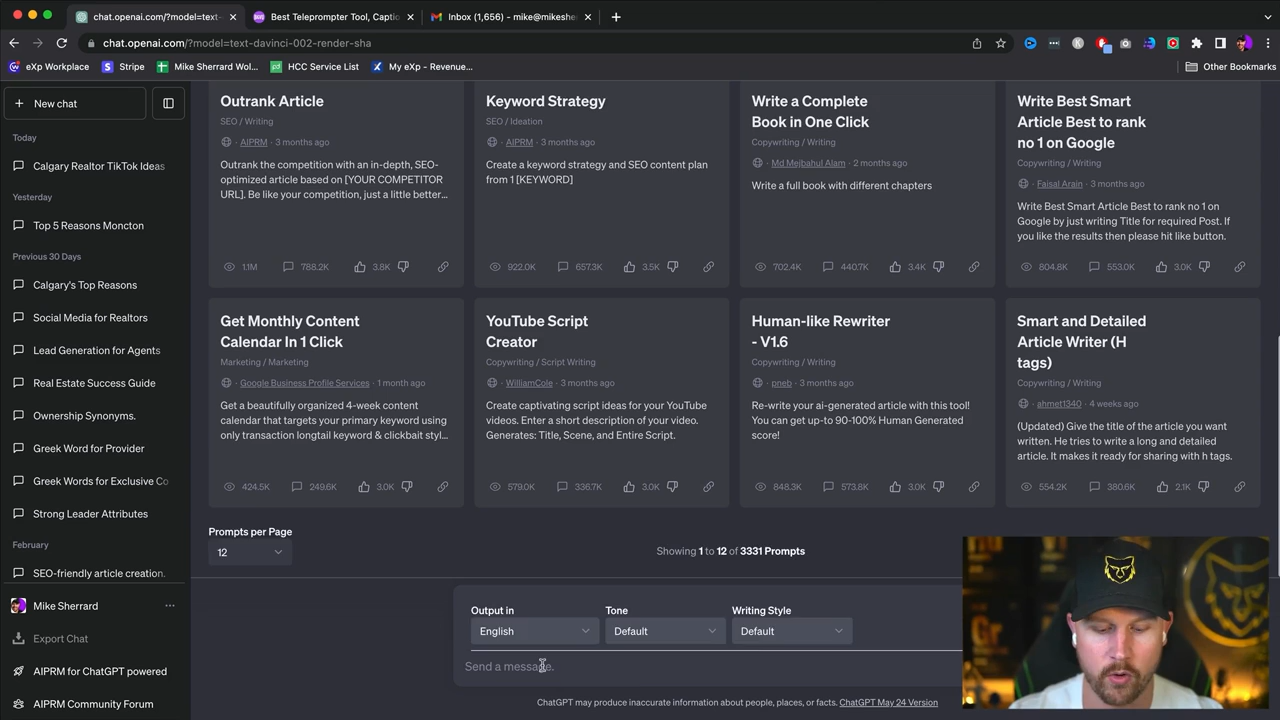 chat.openai.com/?model=text-
Best Teleprompter Tool, Captio
Inbox (1,656) – mike@mikeshe
chat.openai.com/?model=text-davinci-002-render-sha
eXp Workplace
Stripe
Mike Sherrard Wol...
HCC Service List
My eXp - Revenue...
Other Bookmarks
New chat
Today
Calgary Realtor TikTok Ideas
Yesterday
Top 5 Reasons Moncton
Previous 30 Days
Calgary's Top Reasons
Social Media for Realtors
Lead Generation for Agents
Real Estate Success Guide
Ownership Synonyms.
Greek Word for Provider
Greek Words for Exclusive Co
Strong Leader Attributes
February
SEO-friendly article creation.
Mike Sherrard
Export Chat
AIPRM for ChatGPT powered
AIPRM Community Forum
Outrank Article
SEO / Writing
· AIPRM · 3 months ago
Outrank the competition with an in-depth, SEO-
optimized article based on [YOUR COMPETITOR
URL]. Be like your competition, just a little better...
1.1M 788.2K 3.8K
Keyword Strategy
SEO / Ideation
· AIPRM · 3 months ago
Create a keyword strategy and SEO content plan
from 1 [KEYWORD]
922.0K 657.3K 3.5K
Write a Complete
Book in One Click
Copywriting / Writing
· Md Mejbahul Alam · 2 months ago
Write a full book with different chapters
702.4K 440.7K 3.4K
Write Best Smart
Article Best to rank
no 1 on Google
Copywriting / Writing
· Faisal Arain · 3 months ago
Write Best Smart Article Best to rank no 1 on
Google by just writing Title for required Post. If
you like the results then please hit like button.
804.8K 553.0K 3.0K
Get Monthly Content
Calendar In 1 Click
Marketing / Marketing
· Google Business Profile Services · 1 month ago
Get a beautifully organized 4-week content
calendar that targets your primary keyword using
only transaction longtail keyword & clickbait styl...
424.5K 249.6K 3.0K
YouTube Script
Creator
Copywriting / Script Writing
· WilliamCole · 3 months ago
Create captivating script ideas for your YouTube
videos. Enter a short description of your video.
Generates: Title, Scene, and Entire Script.
579.0K 336.7K 3.0K
Human-like Rewriter
- V1.6
Copywriting / Writing
· pneb · 3 months ago
Re-write your ai-generated article with this tool!
You can get up-to 90-100% Human Generated
score!
848.3K 573.8K 3.0K
Smart and Detailed
Article Writer (H
tags)
Copywriting / Writing
· ahmet1340 · 4 weeks ago
(Updated) Give the title of the article you want
written. He tries to write a long and detailed
article. It makes it ready for sharing with h tags.
554.2K 380.6K 2.1K
Prompts per Page
12
Showing 1 to 12 of 3331 Prompts
Output in
English
Tone
Default
Writing Style
Default
Send a message.
ChatGPT may produce inaccurate information about people, places, or facts. ChatGPT May 24 Version